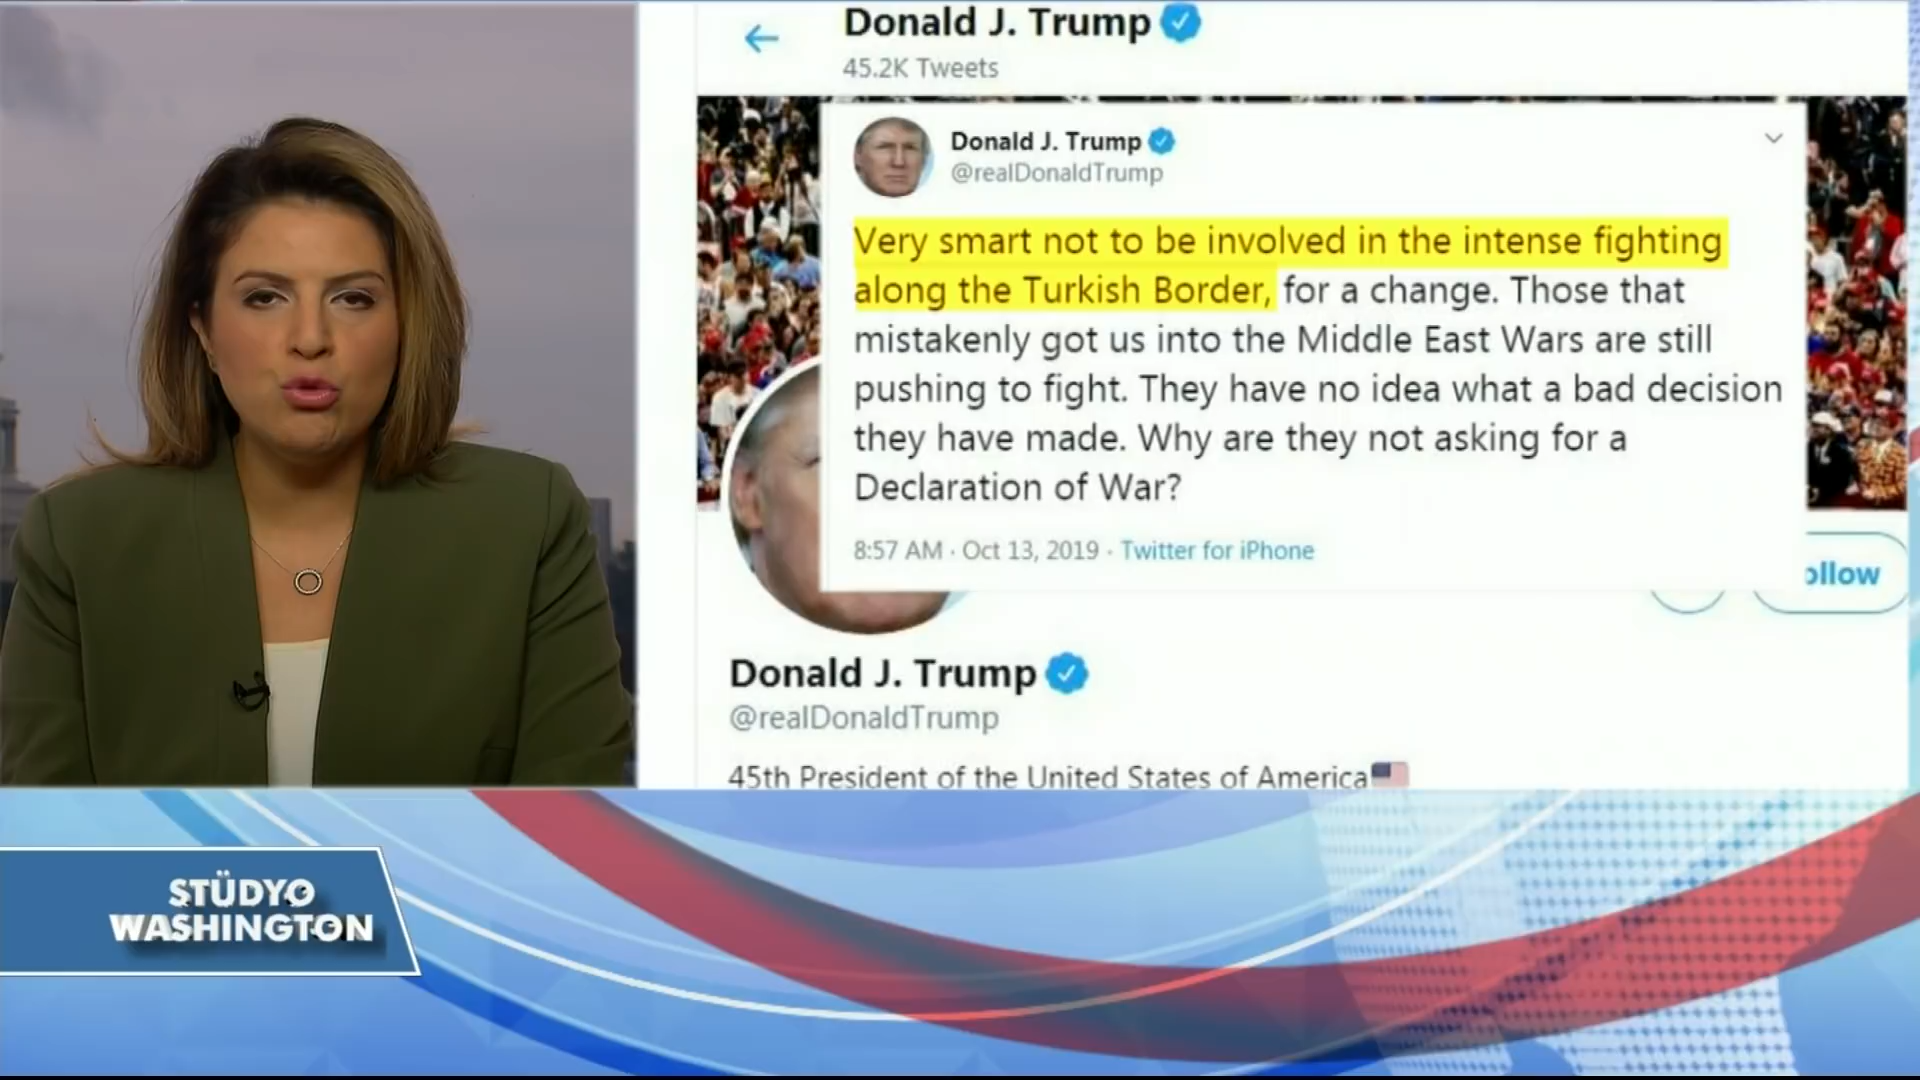 Donald J. Trump
45.2K Tweets
Donald J. Trump
@realDonaldTrump
Very smart not to be involved in the intense fighting
along the Turkish Border, for a change. Those that
mistakenly got us into the Middle East Wars are still
pushing to fight. They have no idea what a bad decision
they have made. Why are they not asking for a
Declaration of War?
8:57 AM · Oct 13, 2019 · Twitter for iPhone
ollow
Donald J. Trump
@realDonaldTrump
45th President of the United States of America
STÜDYO
WASHINGTON